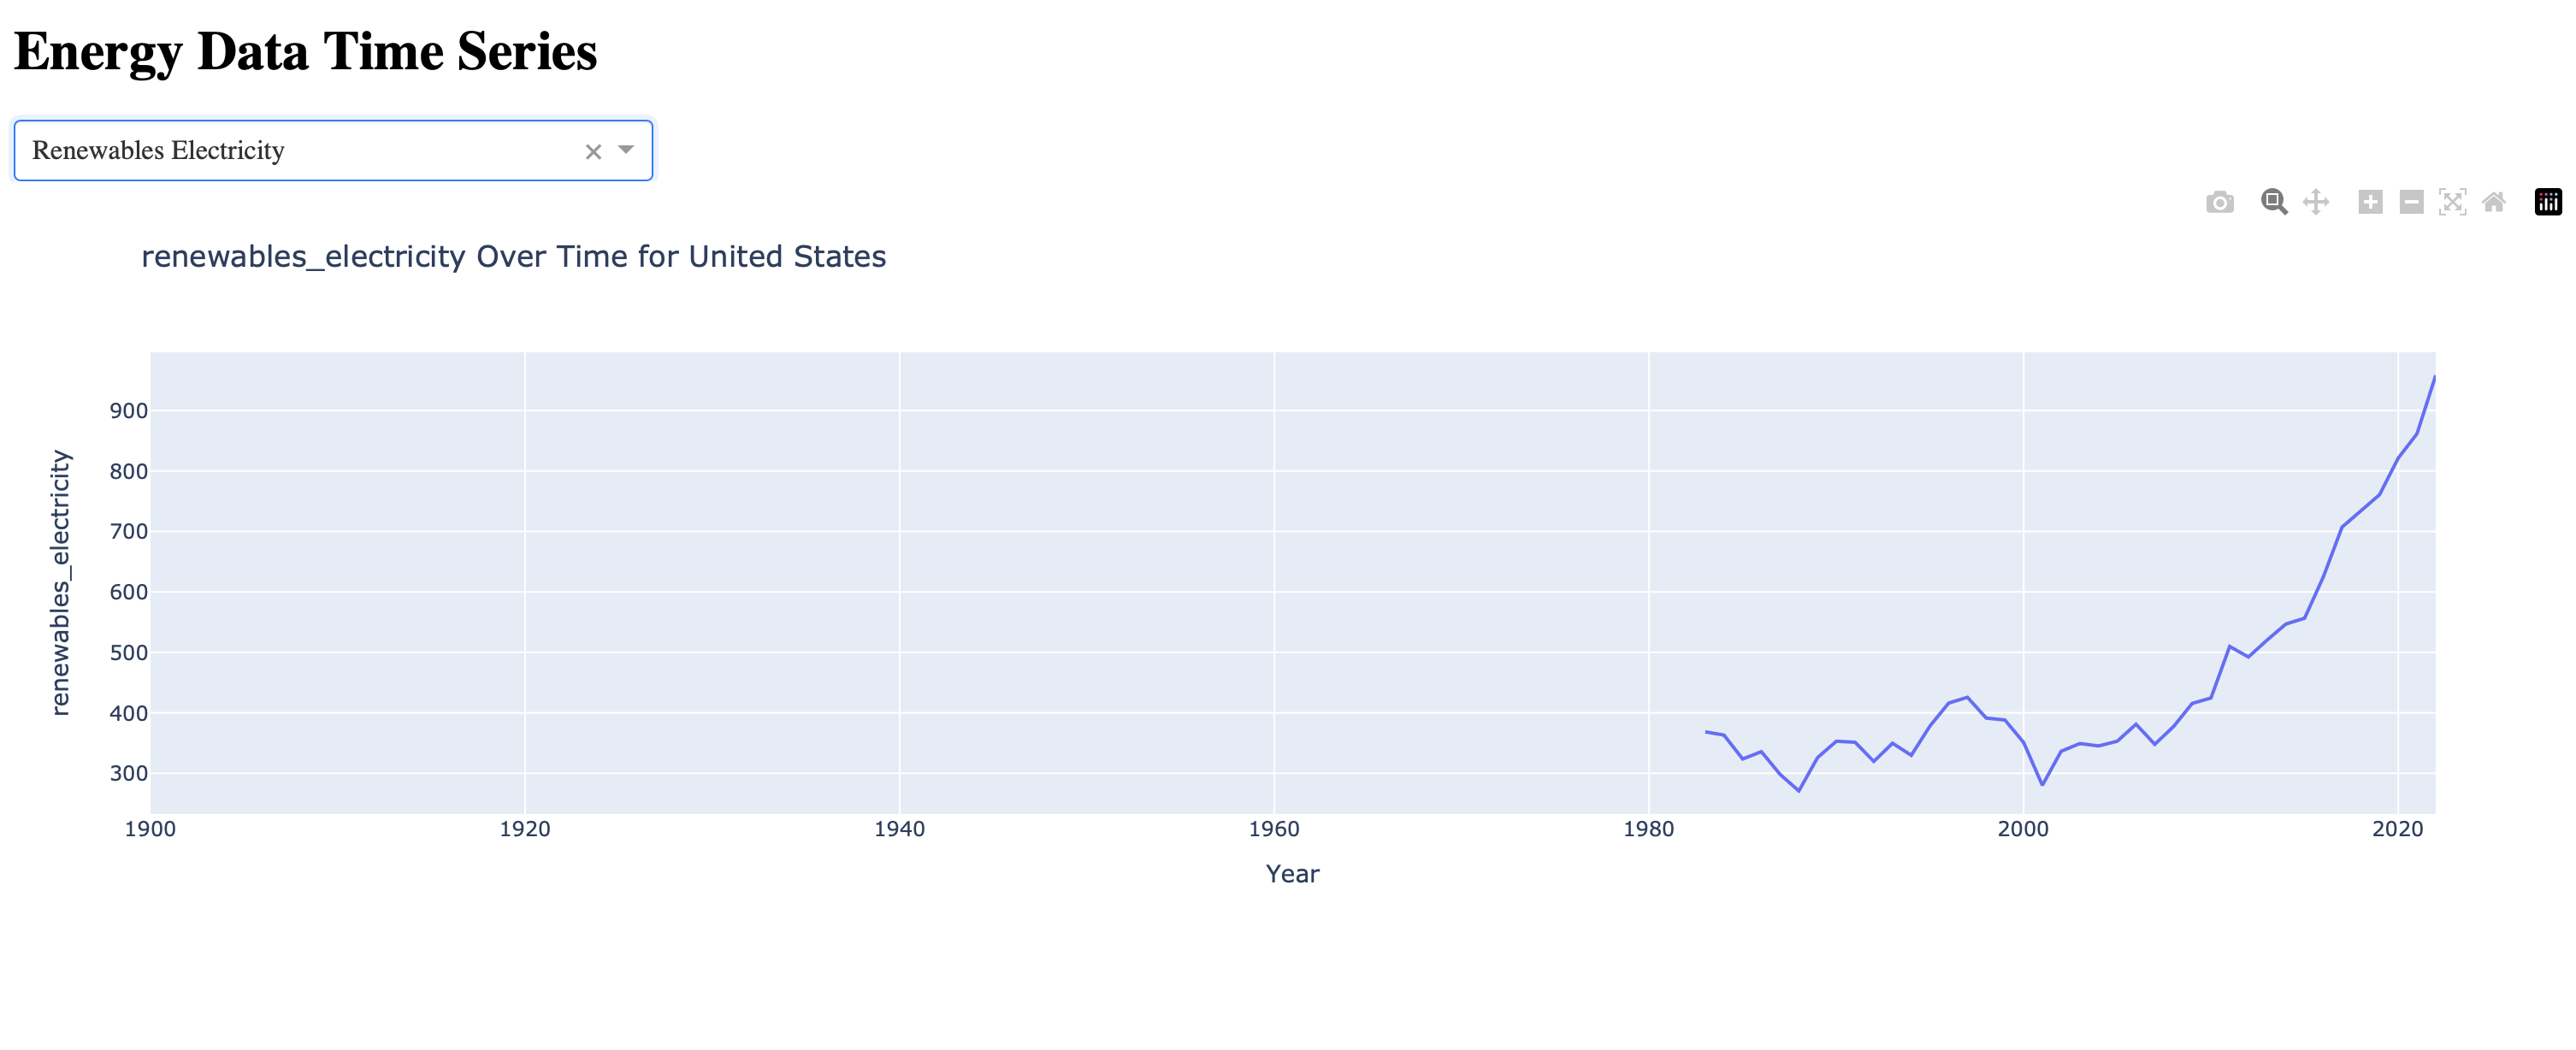 Energy Data Time Series
Renewables Electricity
renewables_electricity Over Time for United States
renewables_electricity
900
800
700
600
500
400
300
1900 1920 1940 1960 1980 2000 2020
Year